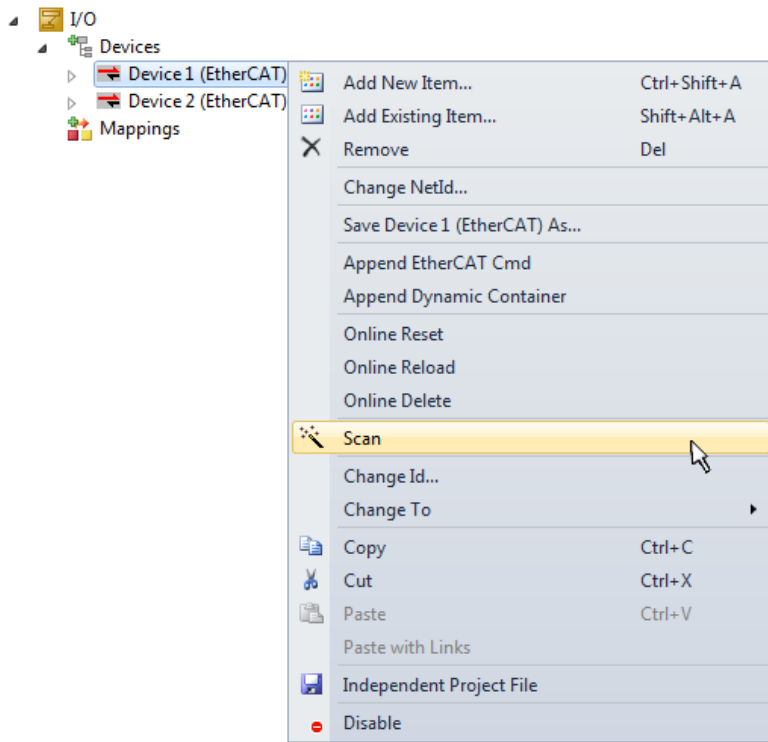 I/O
Devices
Device 1 (EtherCAT)
Device 2 (EtherCAT)
Mappings
Add New Item... Ctrl+Shift+A
Add Existing Item... Shift+Alt+A
Remove Del
Change NetId...
Save Device 1 (EtherCAT) As...
Append EtherCAT Cmd
Append Dynamic Container
Online Reset
Online Reload
Online Delete
Scan
Change Id...
Change To
Copy Ctrl+C
Cut Ctrl+X
Paste Ctrl+V
Paste with Links
Independent Project File
Disable